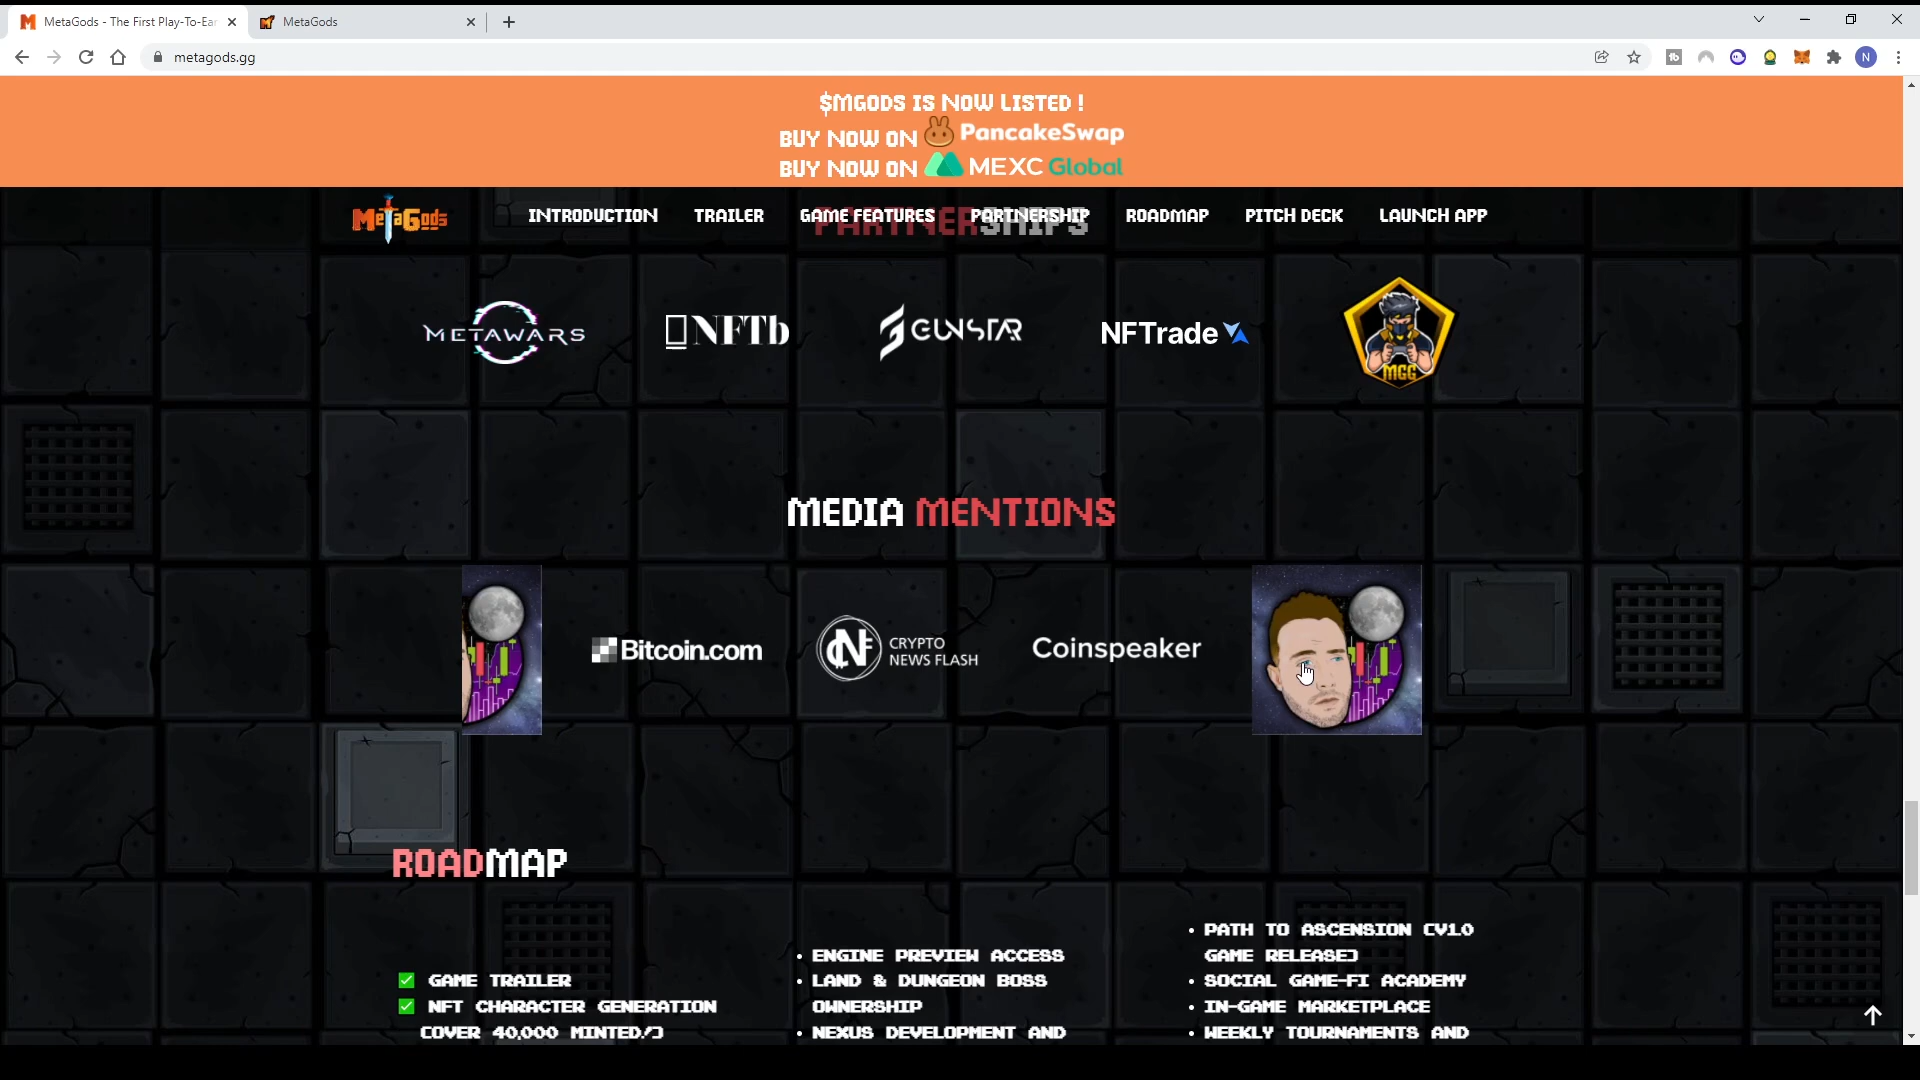 MetaGods - The First Play-To-Ear
MetaGods
metagods.gg
N
$MGODS IS NOW LISTED !
BUY NOW ON PancakeSwap
BUY NOW ON MEXC Global
MetaGods
INTRODUCTION
TRAILER
GAME FEATURES
PARTNERSHIP
ROADMAP
PITCH DECK
LAUNCH APP
PARTNERSHIPS
METAWARS
NFTb
GUNSTAR
NFTrade
MGG
MEDIA MENTIONS
Bitcoin.com
CRYPTO
NEWS FLASH
Coinspeaker
ROADMAP
GAME TRAILER
NFT CHARACTER GENERATION
COVER 40,000 MINTED!)
• ENGINE PREVIEW ACCESS
• LAND & DUNGEON BOSS
OWNERSHIP
• NEXUS DEVELOPMENT AND
• PATH TO ASCENSION (V1.0
GAME RELEASE)
• SOCIAL GAME-FI ACADEMY
• IN-GAME MARKETPLACE
• WEEKLY TOURNAMENTS AND